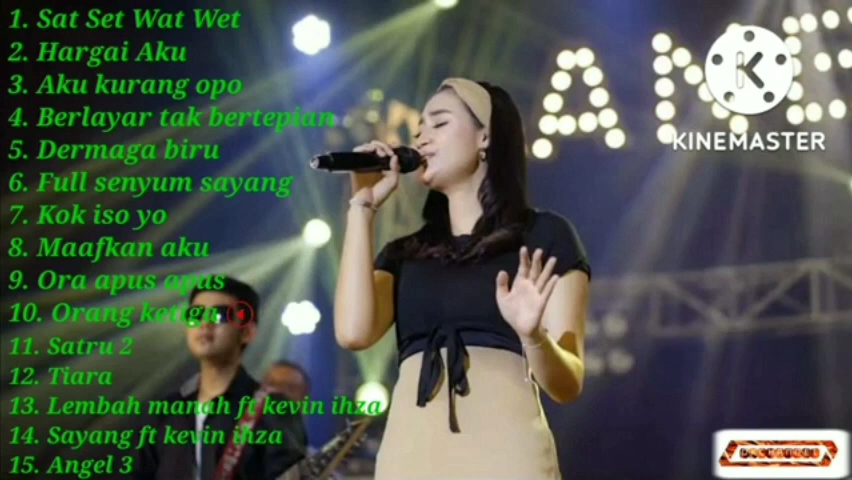 1. Sat Set Wat Wet
2. Hargai Aku
3. Aku kurang opo
4. Berlayar tak bertepian
5. Dermaga biru
6. Full senyum sayang
7. Kok iso yo
8. Maafkan aku
9. Ora apus apus
10. Orang ketiga
11. Satru 2
12. Tiara
13. Lembah manah ft kevin ihza
14. Sayang ft kevin ihza
15. Angel 3
ANE
K
KINEMASTER